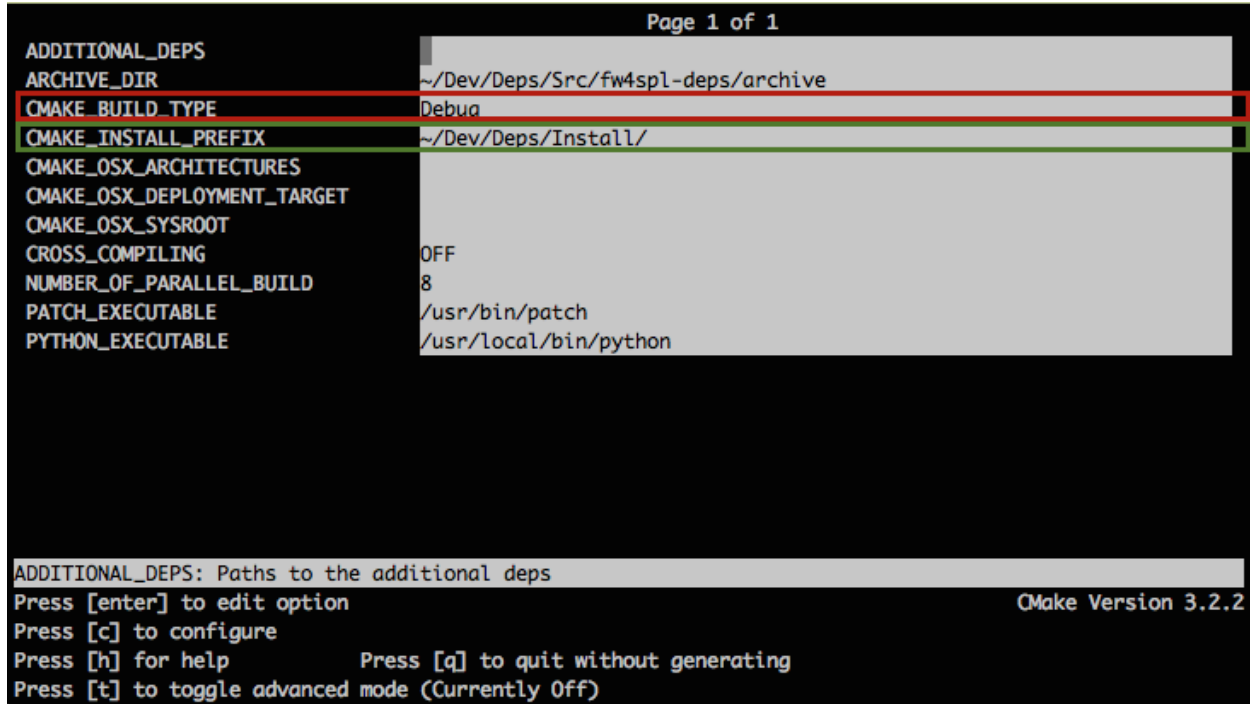 Page 1 of 1
ADDITIONAL_DEPS
ARCHIVE_DIR ~/Dev/Deps/Src/fw4spl-deps/archive
CMAKE_BUILD_TYPE Debug
CMAKE_INSTALL_PREFIX ~/Dev/Deps/Install/
CMAKE_OSX_ARCHITECTURES
CMAKE_OSX_DEPLOYMENT_TARGET
CMAKE_OSX_SYSROOT
CROSS_COMPILING OFF
NUMBER_OF_PARALLEL_BUILD 8
PATCH_EXECUTABLE /usr/bin/patch
PYTHON_EXECUTABLE /usr/local/bin/python
ADDITIONAL_DEPS: Paths to the additional deps
Press [enter] to edit option CMake Version 3.2.2
Press [c] to configure
Press [h] for help Press [q] to quit without generating
Press [t] to toggle advanced mode (Currently Off)